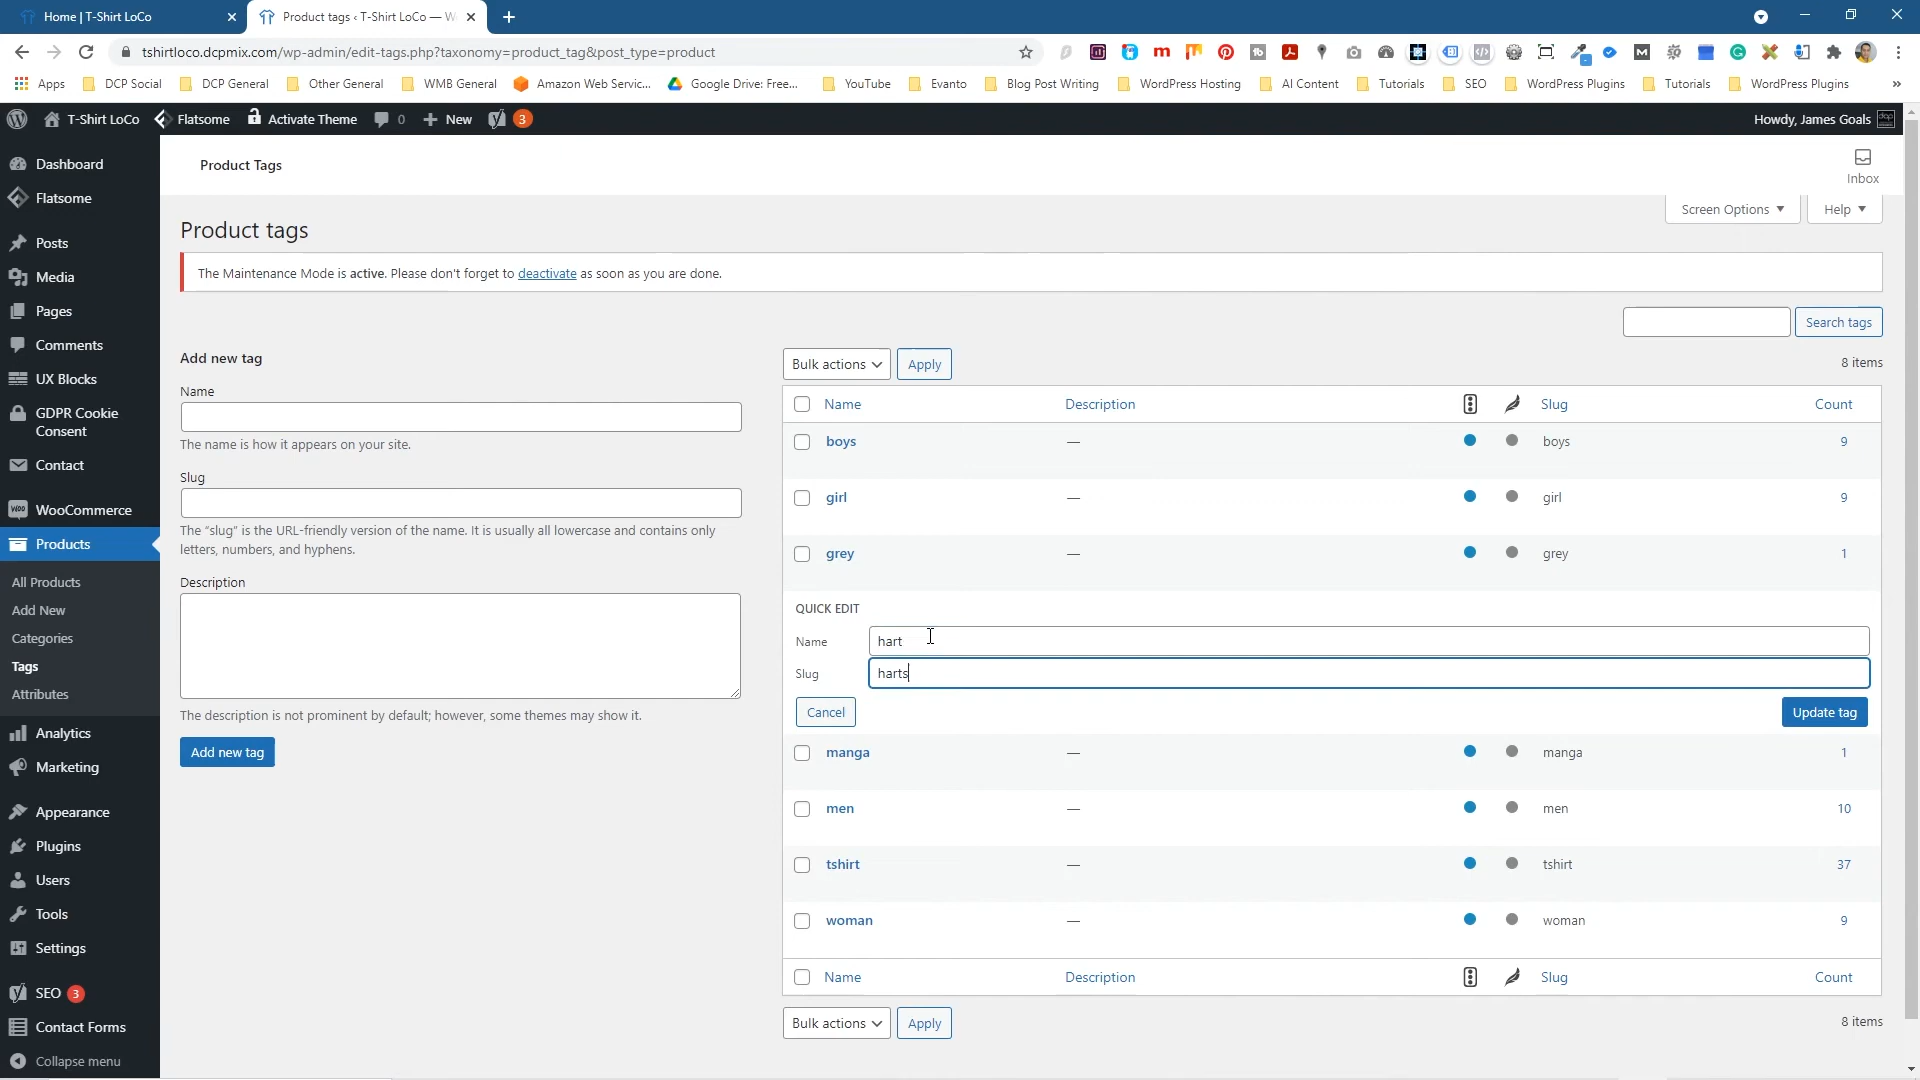 Home | T-Shirt LoCo
Product tags ‹ T-Shirt LoCo — W
tshirtloco.dcpmix.com/wp-admin/edit-tags.php?taxonomy=product_tag&post_type=product
Apps DCP Social DCP General Other General WMB General Amazon Web Servic... Google Drive: Free... YouTube Evanto Blog Post Writing WordPress Hosting AI Content Tutorials SEO WordPress Plugins Tutorials WordPress Plugins »
T-Shirt LoCo Flatsome Activate Theme 0 New 3 Howdy, James Goals
Dashboard
Flatsome
Posts
Media
Pages
Comments
UX Blocks
GDPR Cookie
Consent
Contact
WooCommerce
Products
All Products
Add New
Categories
Tags
Attributes
Analytics
Marketing
Appearance
Plugins
Users
Tools
Settings
SEO 3
Contact Forms
Collapse menu
Product Tags
Inbox
Screen Options Help
Product tags
The Maintenance Mode is active. Please don't forget to deactivate as soon as you are done.
Search tags
Add new tag
Name
The name is how it appears on your site.
Slug
The “slug” is the URL-friendly version of the name. It is usually all lowercase and contains only
letters, numbers, and hyphens.
Description
The description is not prominent by default; however, some themes may show it.
Add new tag
Bulk actions Apply 8 items
Name Description Slug Count
boys — boys 9
girl — girl 9
grey — grey 1
QUICK EDIT
Name hart
Slug harts
Cancel Update tag
manga — manga 1
men — men 10
tshirt — tshirt 37
woman — woman 9
Name Description Slug Count
Bulk actions Apply 8 items